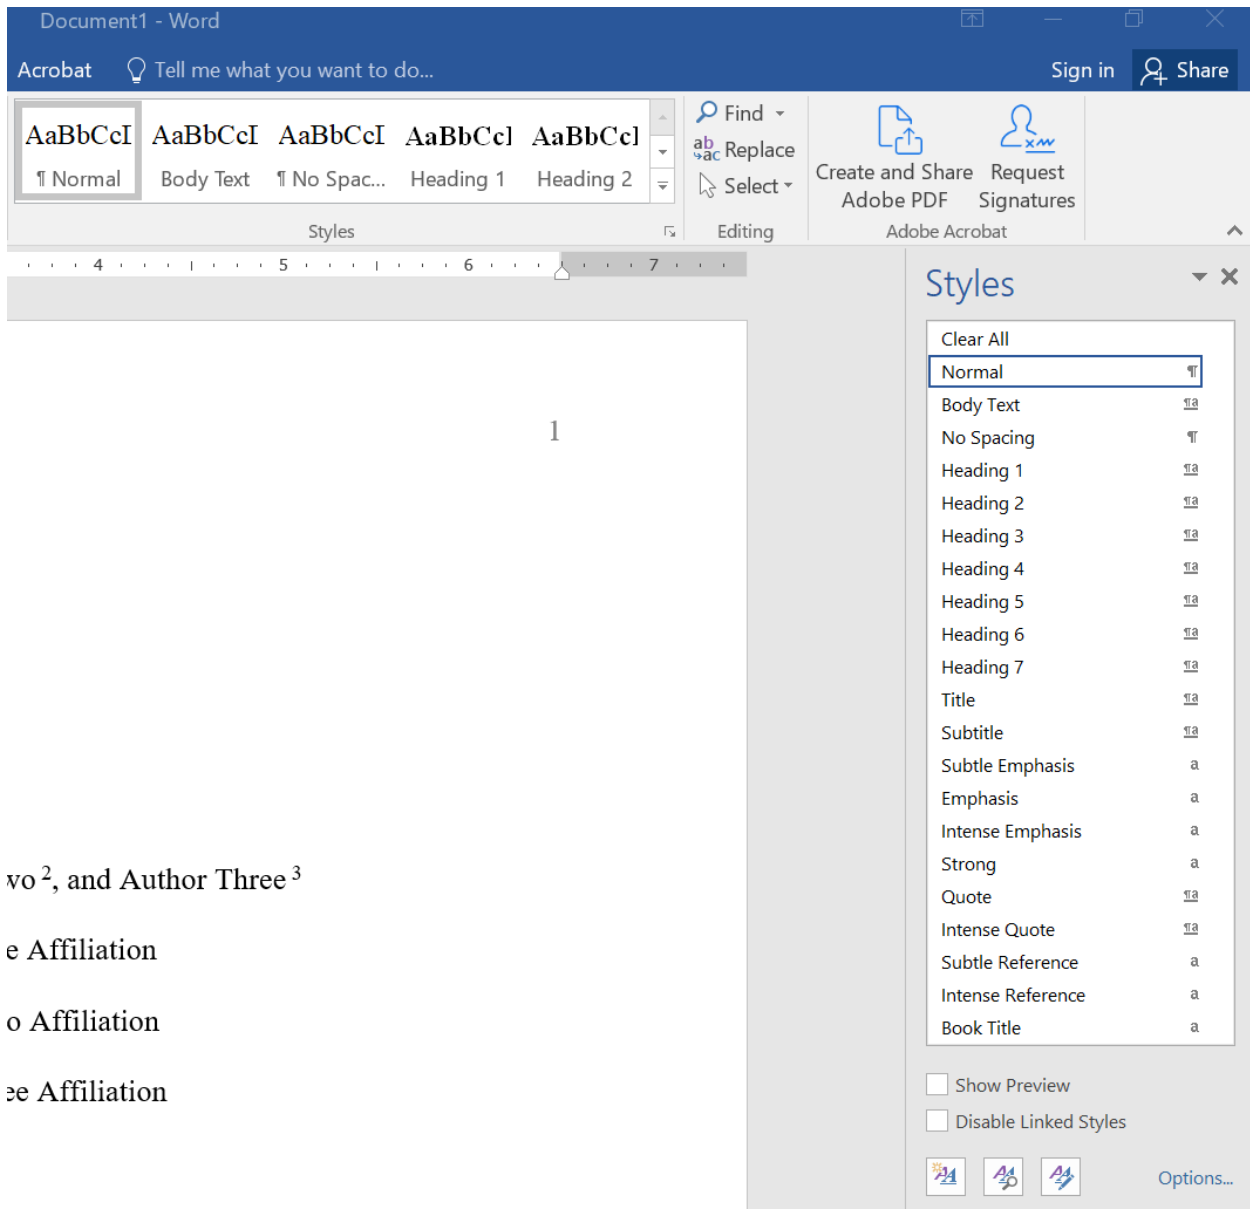 Document1 - Word
Acrobat Tell me what you want to do... Sign in Share
AaBbCcI AaBbCcI AaBbCcI AaBbCcl AaBbCcl
¶ Normal Body Text ¶ No Spac... Heading 1 Heading 2
Styles
Find
Replace
Select
Editing
Create and Share
Adobe PDF
Request
Signatures
Adobe Acrobat
4 5 6 7
1
wo ², and Author Three ³
e Affiliation
o Affiliation
ee Affiliation
Styles
Clear All
Normal ¶
Body Text ¶a
No Spacing ¶
Heading 1 ¶a
Heading 2 ¶a
Heading 3 ¶a
Heading 4 ¶a
Heading 5 ¶a
Heading 6 ¶a
Heading 7 ¶a
Title ¶a
Subtitle ¶a
Subtle Emphasis a
Emphasis a
Intense Emphasis a
Strong a
Quote ¶a
Intense Quote ¶a
Subtle Reference a
Intense Reference a
Book Title a
Show Preview
Disable Linked Styles
Options...